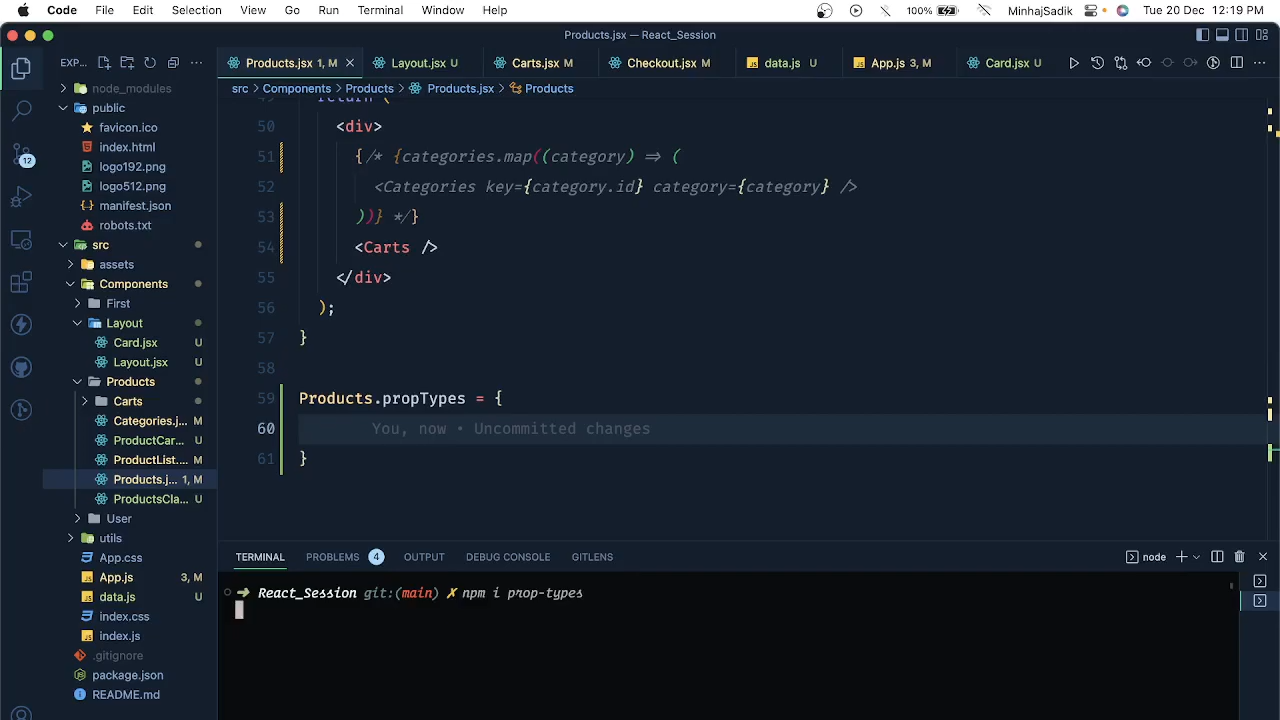 Code File Edit Selection View Go Run Terminal Window Help 100% MinhajSadik Tue 20 Dec 12:19 PM
Products.jsx — React_Session
EXP... Products.jsx 1, M Layout.jsx U Carts.jsx M Checkout.jsx M data.js U App.js 3, M Card.jsx U
src > Components > Products > Products.jsx > Products
node_modules
public
favicon.ico
index.html
logo192.png
logo512.png
manifest.json
robots.txt
src
assets
Components
First
Layout
Card.jsx U
Layout.jsx U
Products
Carts
Categories.j... M
ProductCar... U
ProductList.... M
Products.j... 1, M
ProductsCla... U
User
utils
App.css
App.js 3, M
data.js U
index.css
index.js
.gitignore
package.json
README.md
12
49 return (
50 <div>
51 {/* {categories.map((category) => (
52 <Categories key={category.id} category={category} />
53 ))} */}
54 <Carts />
55 </div>
56 );
57 }
58
59 Products.propTypes = {
60 You, now • Uncommitted changes
61 }
TERMINAL PROBLEMS 4 OUTPUT DEBUG CONSOLE GITLENS node
➜ React_Session git:(main) ✗ npm i prop-types